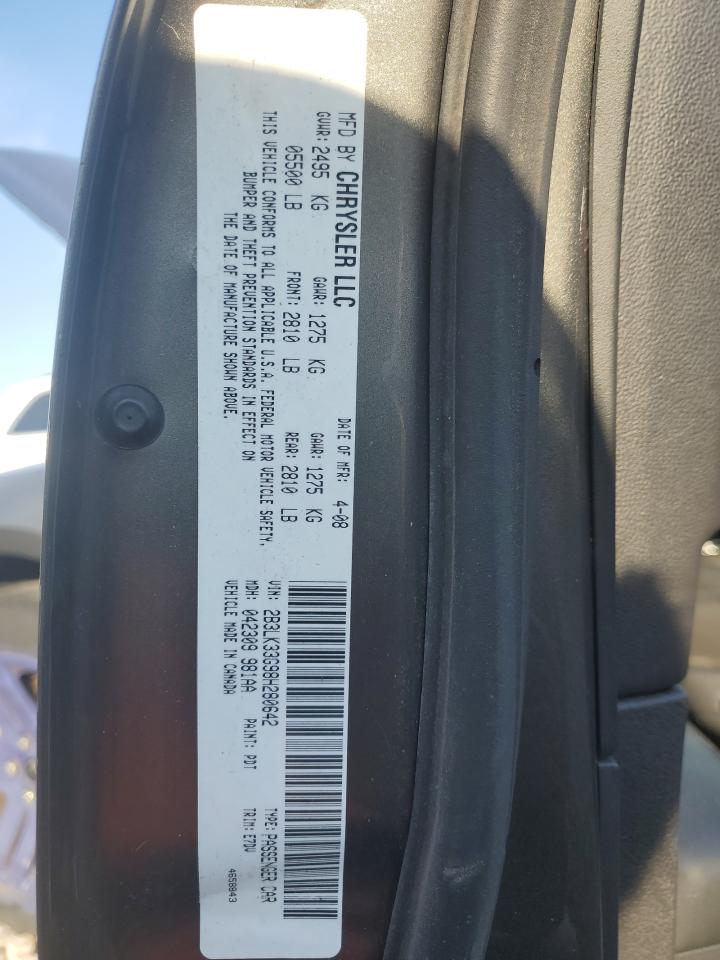 MFD BY CHRYSLER LLC DATE OF MFR: 4-08
GVWR: 2495 KG GAWR: 1275 KG GAWR: 1275 KG
05500 LB FRONT: 2810 LB REAR: 2810 LB
THIS VEHICLE CONFORMS TO ALL APPLICABLE U.S.A. FEDERAL MOTOR VEHICLE SAFETY,
BUMPER AND THEFT PREVENTION STANDARDS IN EFFECT ON
THE DATE OF MANUFACTURE SHOWN ABOVE.
VIN: 2B3LK33G98H280642 TYPE: PASSENGER CAR
MDH: 042309 981AA PAINT: PDT TRIM: E7DV
VEHICLE MADE IN CANADA
4658943